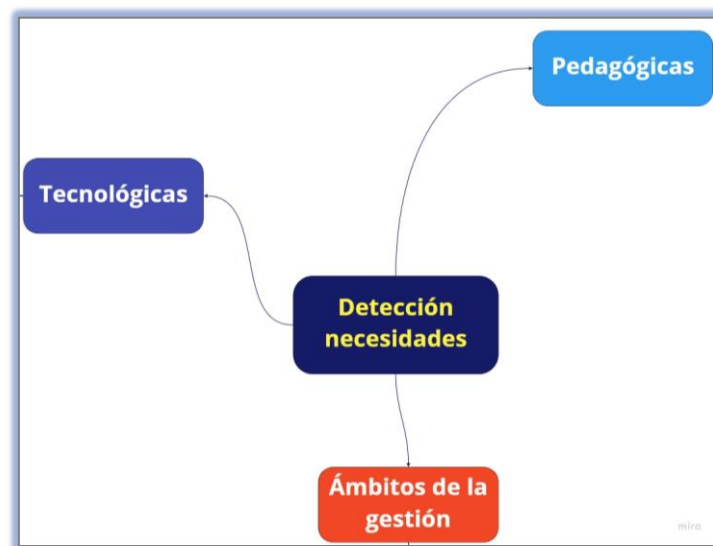 Pedagógicas
Tecnológicas
Detección
necesidades
Ámbitos de la
gestión
miro